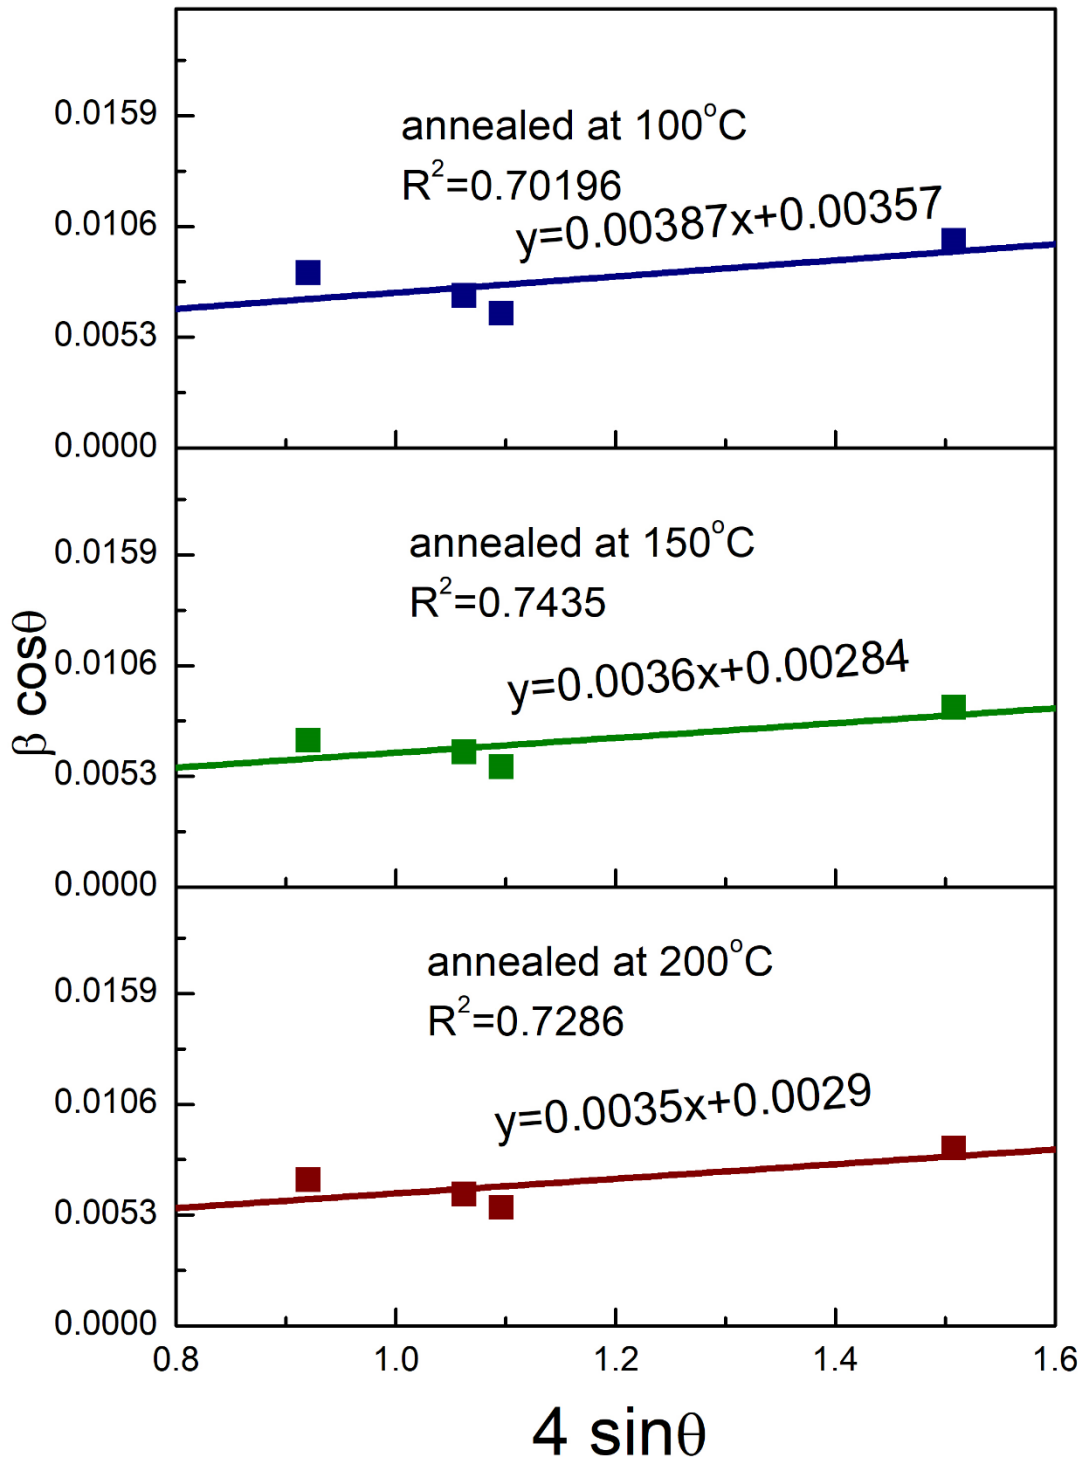 0.0159
annealed at 100°C
R²=0.70196
0.0106
y=0.00387x+0.00357
0.0053
0.0000
annealed at 150°C
0.0159
R²=0.7435
β cosθ
0.0106
y=0.0036x+0.00284
0.0053
0.0000
annealed at 200°C
0.0159
R²=0.7286
0.0106
y=0.0035x+0.0029
0.0053
0.0000
0.8 1.0 1.2 1.4 1.6
4 sinθ